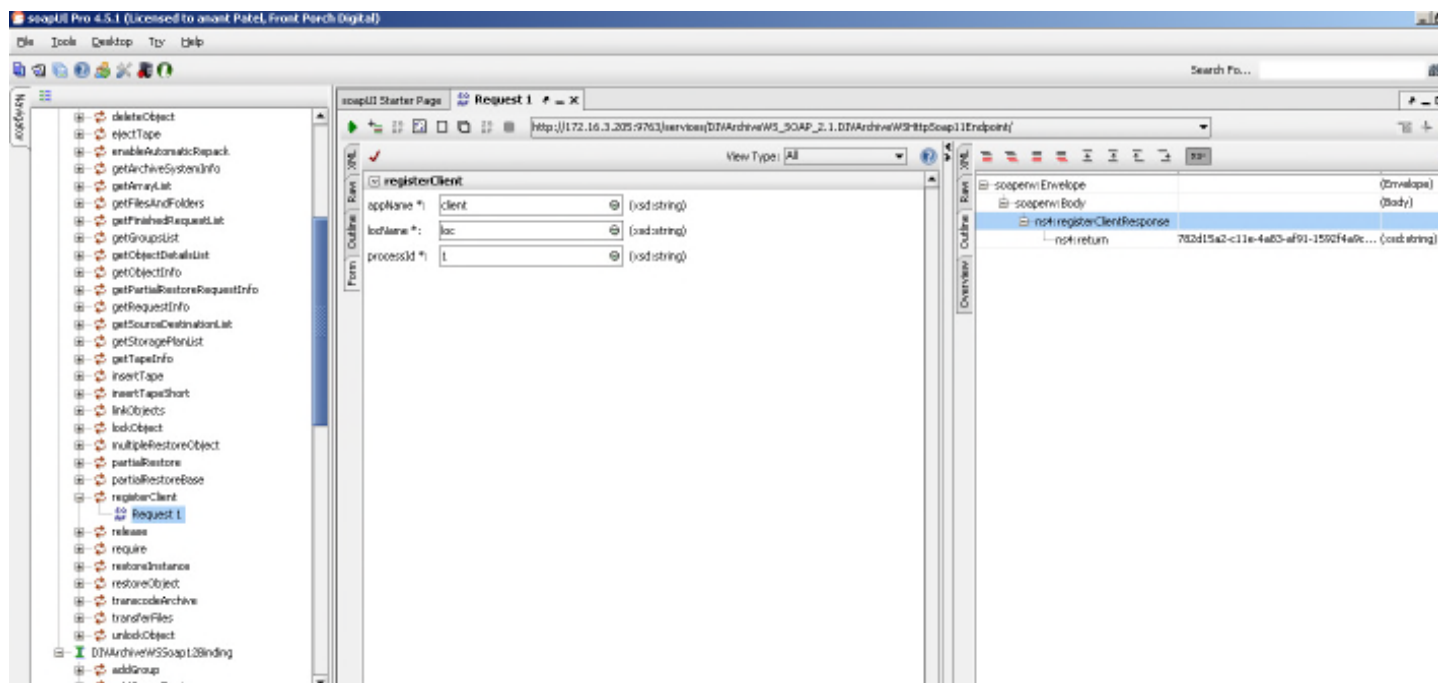 soapUI Pro 4.5.1 (Licensed to anant Patel, Front Porch Digital)
File Tools Desktop Try Help
Search Fo...
Navigator
soapUI Starter Page
Request 1
deleteObject
ejectTape
enableAutomaticRepack
getArchiveSystemInfo
getArrayList
getFilesAndFolders
getFinishedRequestList
getGroupsList
getObjectDetailsList
getObjectInfo
getPartialRestoreRequestInfo
getRequestInfo
getSourceDestinationList
getStoragePlanList
getTapeInfo
insertTape
insertTapeShort
linkObjects
lockObject
multipleRestoreObject
partialRestore
partialRestoreBase
registerClient
Request 1
release
require
restoreInstance
restoreObject
transcodeArchive
transferFiles
unlockObject
DIVArchiveWSSoap12Binding
addGroup
http://172.16.3.205:9763/services/DIVArchiveWS_SOAP_2.1.DIVArchiveWSHttpSoap11Endpoint/
View Type: All
XML
Raw
Outline
Form
registerClient
appName *: client (xsd:string)
locName *: loc (xsd:string)
processId *: 1 (xsd:string)
XML
Raw
Outline
Overview
soapenv:Envelope (Envelope)
soapenv:Body (Body)
ns4:registerClientResponse
ns4:return 782d15a2-c11e-4a83-af91-1592f4a9c... (xsd:string)